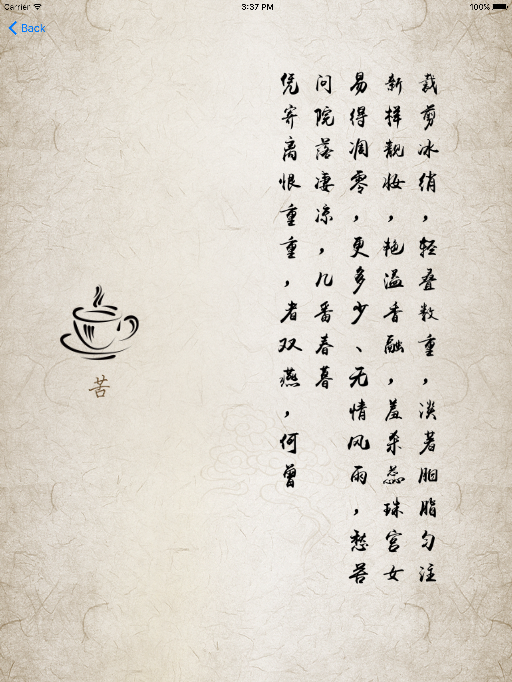 Carrier
3:37 PM
100%
Back
裁剪冰绡，轻叠数重，淡著胭脂匀注
新样靓妆，艳溢香融，羞杀蕊珠宫女
易得凋零，更多少、无情风雨，愁苦
问院落凄凉，几番春暮
凭寄离恨重重，者双燕，何曾
苦